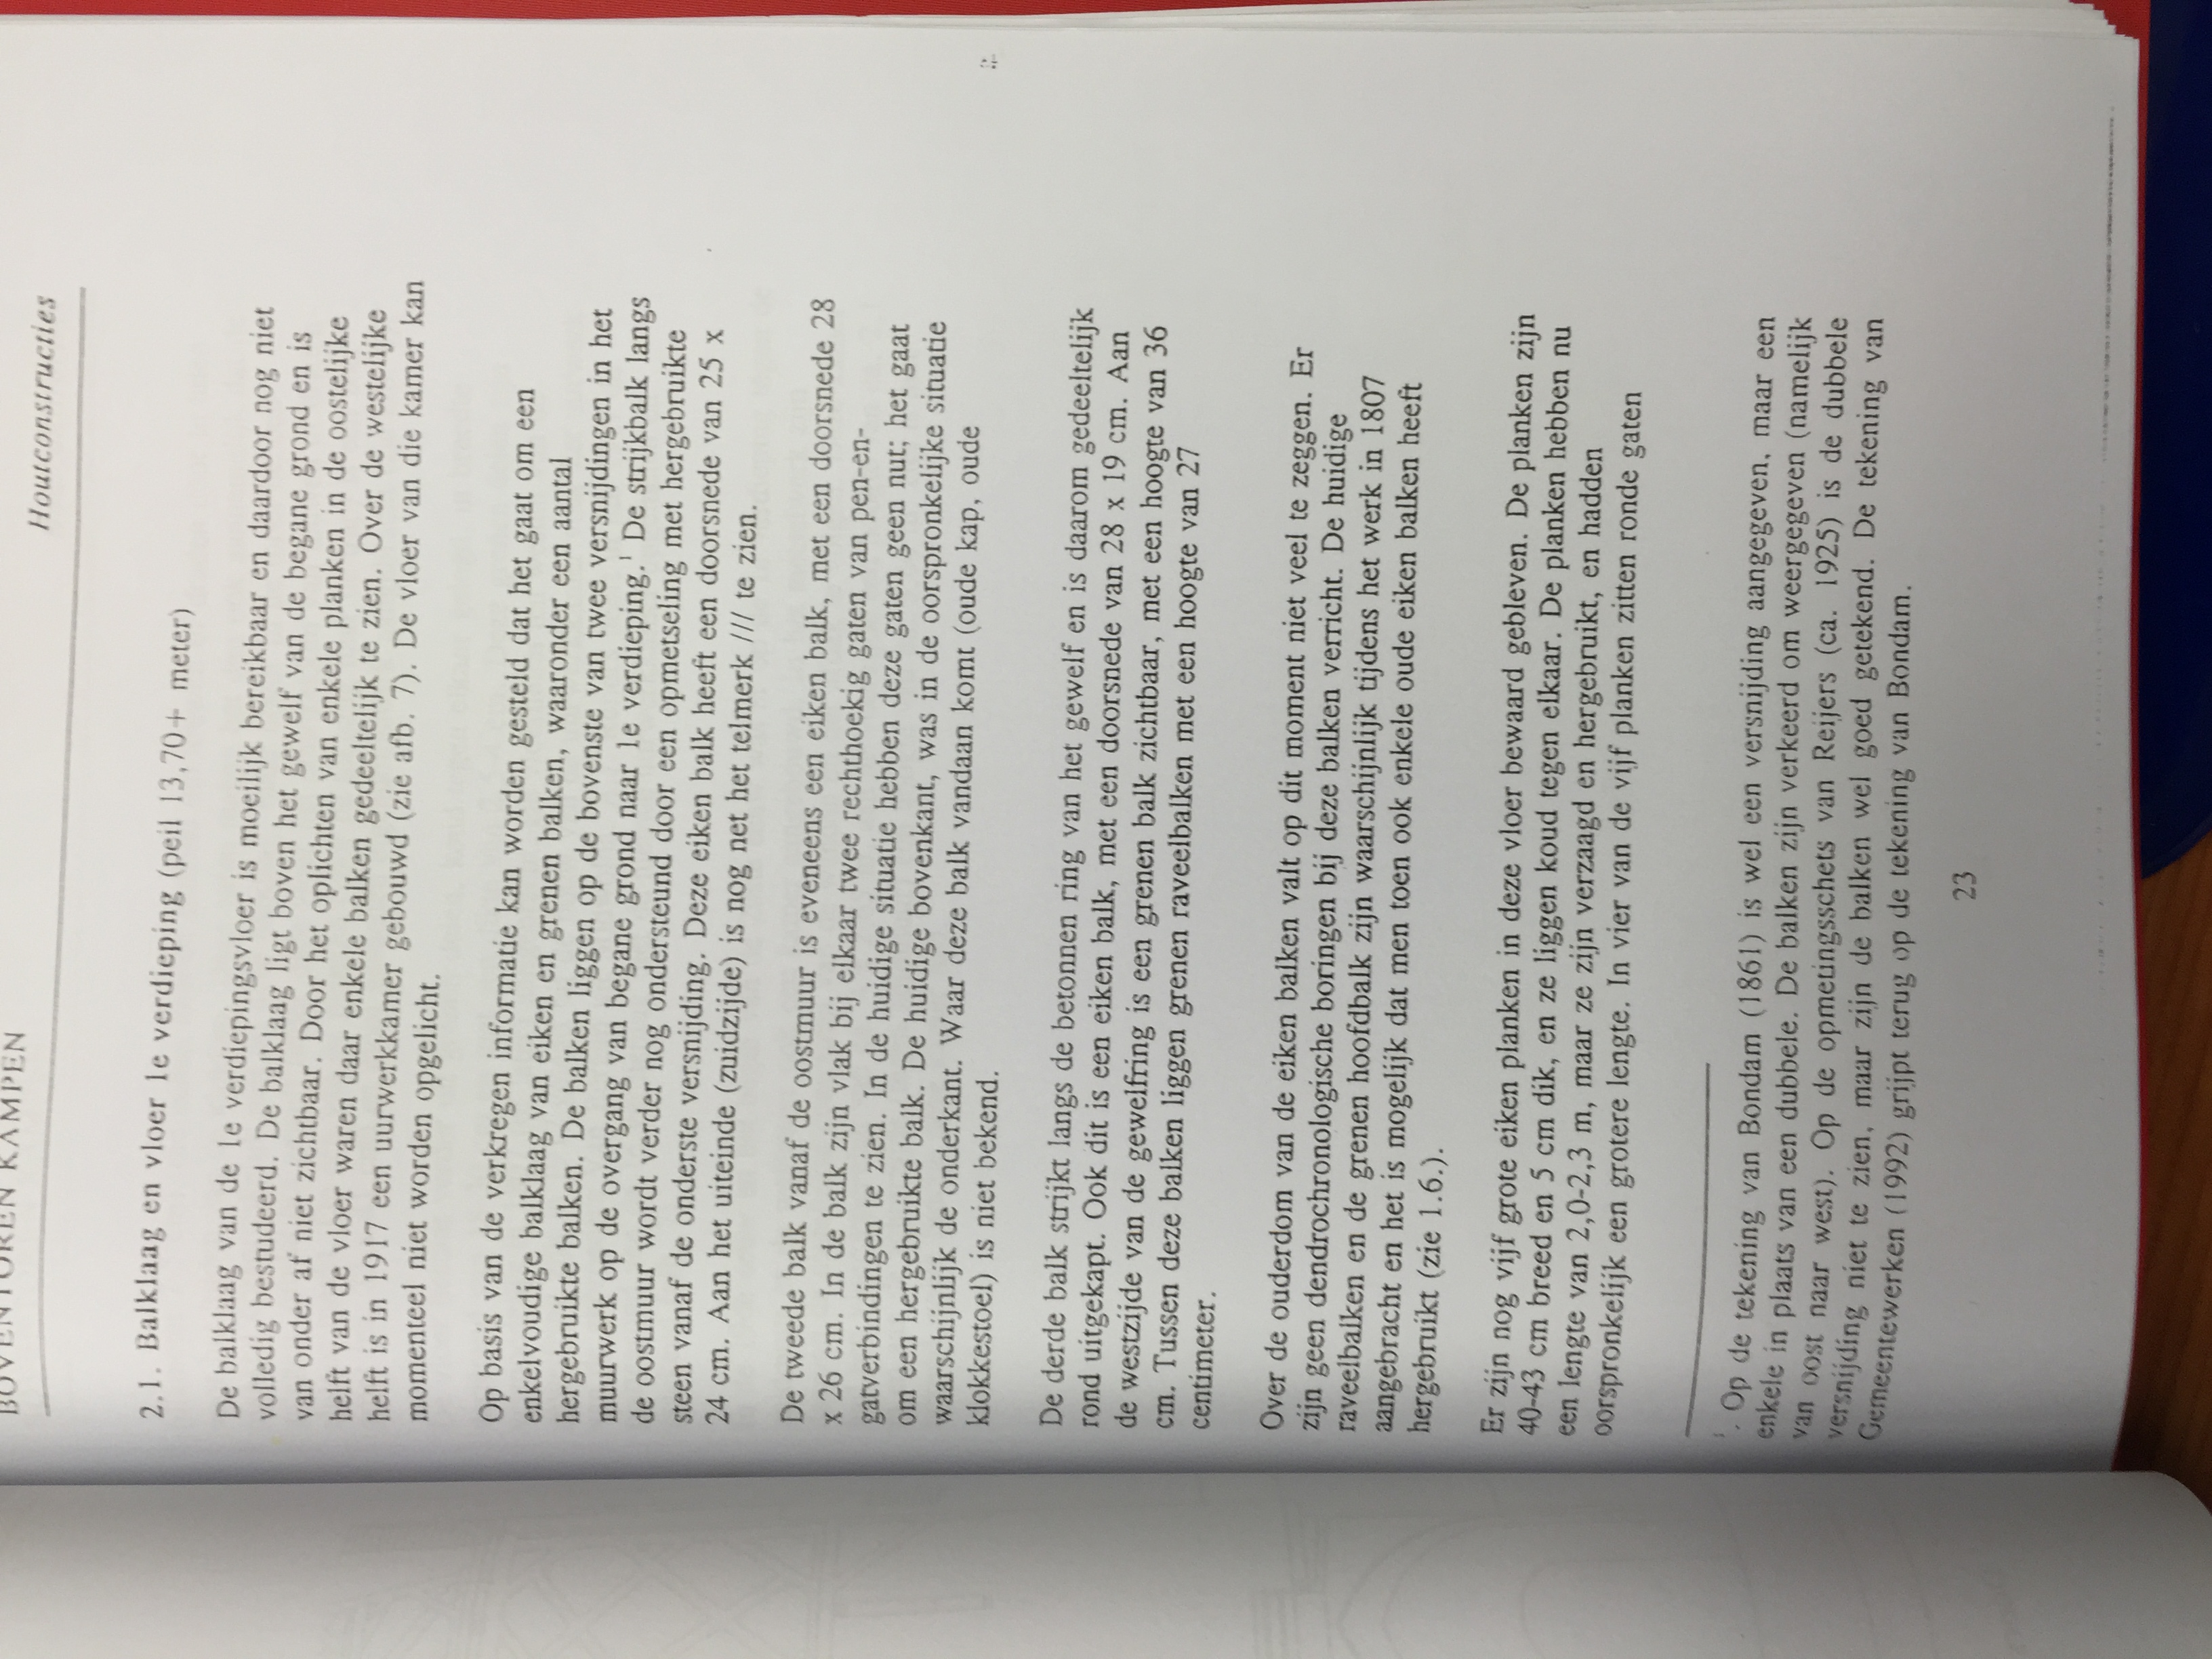 BOVENTOREN KAMPEN
Houtconstructies
2.1. Balklaag en vloer 1e verdieping (peil 13,70+ meter)
De balklaag van de 1e verdiepingsvloer is moeilijk bereikbaar en daardoor nog niet
volledig bestudeerd. De balklaag ligt boven het gewelf van de begane grond en is
van onder af niet zichtbaar. Door het oplichten van enkele planken in de oostelijke
helft van de vloer waren daar enkele balken gedeeltelijk te zien. Over de westelijke
helft is in 1917 een uurwerkkamer gebouwd (zie afb. 7). De vloer van die kamer kan
momenteel niet worden opgelicht.
Op basis van de verkregen informatie kan worden gesteld dat het gaat om een
enkelvoudige balklaag van eiken en grenen balken, waaronder een aantal
hergebruikte balken. De balken liggen op de bovenste van twee versnijdingen in het
muurwerk op de overgang van begane grond naar 1e verdieping.¹ De strijkbalk langs
de oostmuur wordt verder nog ondersteund door een opmetseling met hergebruikte
steen vanaf de onderste versnijding. Deze eiken balk heeft een doorsnede van 25 x
24 cm. Aan het uiteinde (zuidzijde) is nog net het telmerk /// te zien.
De tweede balk vanaf de oostmuur is eveneens een eiken balk, met een doorsnede 28
x 26 cm. In de balk zijn vlak bij elkaar twee rechthoekig gaten van pen-en-
gatverbindingen te zien. In de huidige situatie hebben deze gaten geen nut; het gaat
om een hergebruikte balk. De huidige bovenkant, was in de oorspronkelijke situatie
waarschijnlijk de onderkant. Waar deze balk vandaan komt (oude kap, oude
klokkestoel) is niet bekend.
De derde balk strijkt langs de betonnen ring van het gewelf en is daarom gedeeltelijk
rond uitgekapt. Ook dit is een eiken balk, met een doorsnede van 28 x 19 cm. Aan
de westzijde van de gewelfring is een grenen balk zichtbaar, met een hoogte van 36
cm. Tussen deze balken liggen grenen raveelbalken met een hoogte van 27
centimeter.
Over de ouderdom van de eiken balken valt op dit moment niet veel te zeggen. Er
zijn geen dendrochronologische boringen bij deze balken verricht. De huidige
raveelbalken en de grenen hoofdbalk zijn waarschijnlijk tijdens het werk in 1807
aangebracht en het is mogelijk dat men toen ook enkele oude eiken balken heeft
hergebruikt (zie 1.6.).
Er zijn nog vijf grote eiken planken in deze vloer bewaard gebleven. De planken zijn
40-43 cm breed en 5 cm dik, en ze liggen koud tegen elkaar. De planken hebben nu
een lengte van 2,0-2,3 m, maar ze zijn verzaagd en hergebruikt, en hadden
oorspronkelijk een grotere lengte. In vier van de vijf planken zitten ronde gaten
¹. Op de tekening van Bondam (1861) is wel een versnijding aangegeven, maar een
enkele in plaats van een dubbele. De balken zijn verkeerd om weergegeven (namelijk
van oost naar west). Op de opmetingsschets van Reijers (ca. 1925) is de dubbele
versnijding niet te zien, maar zijn de balken wel goed getekend. De tekening van
Gemeentewerken (1992) grijpt terug op de tekening van Bondam.
23